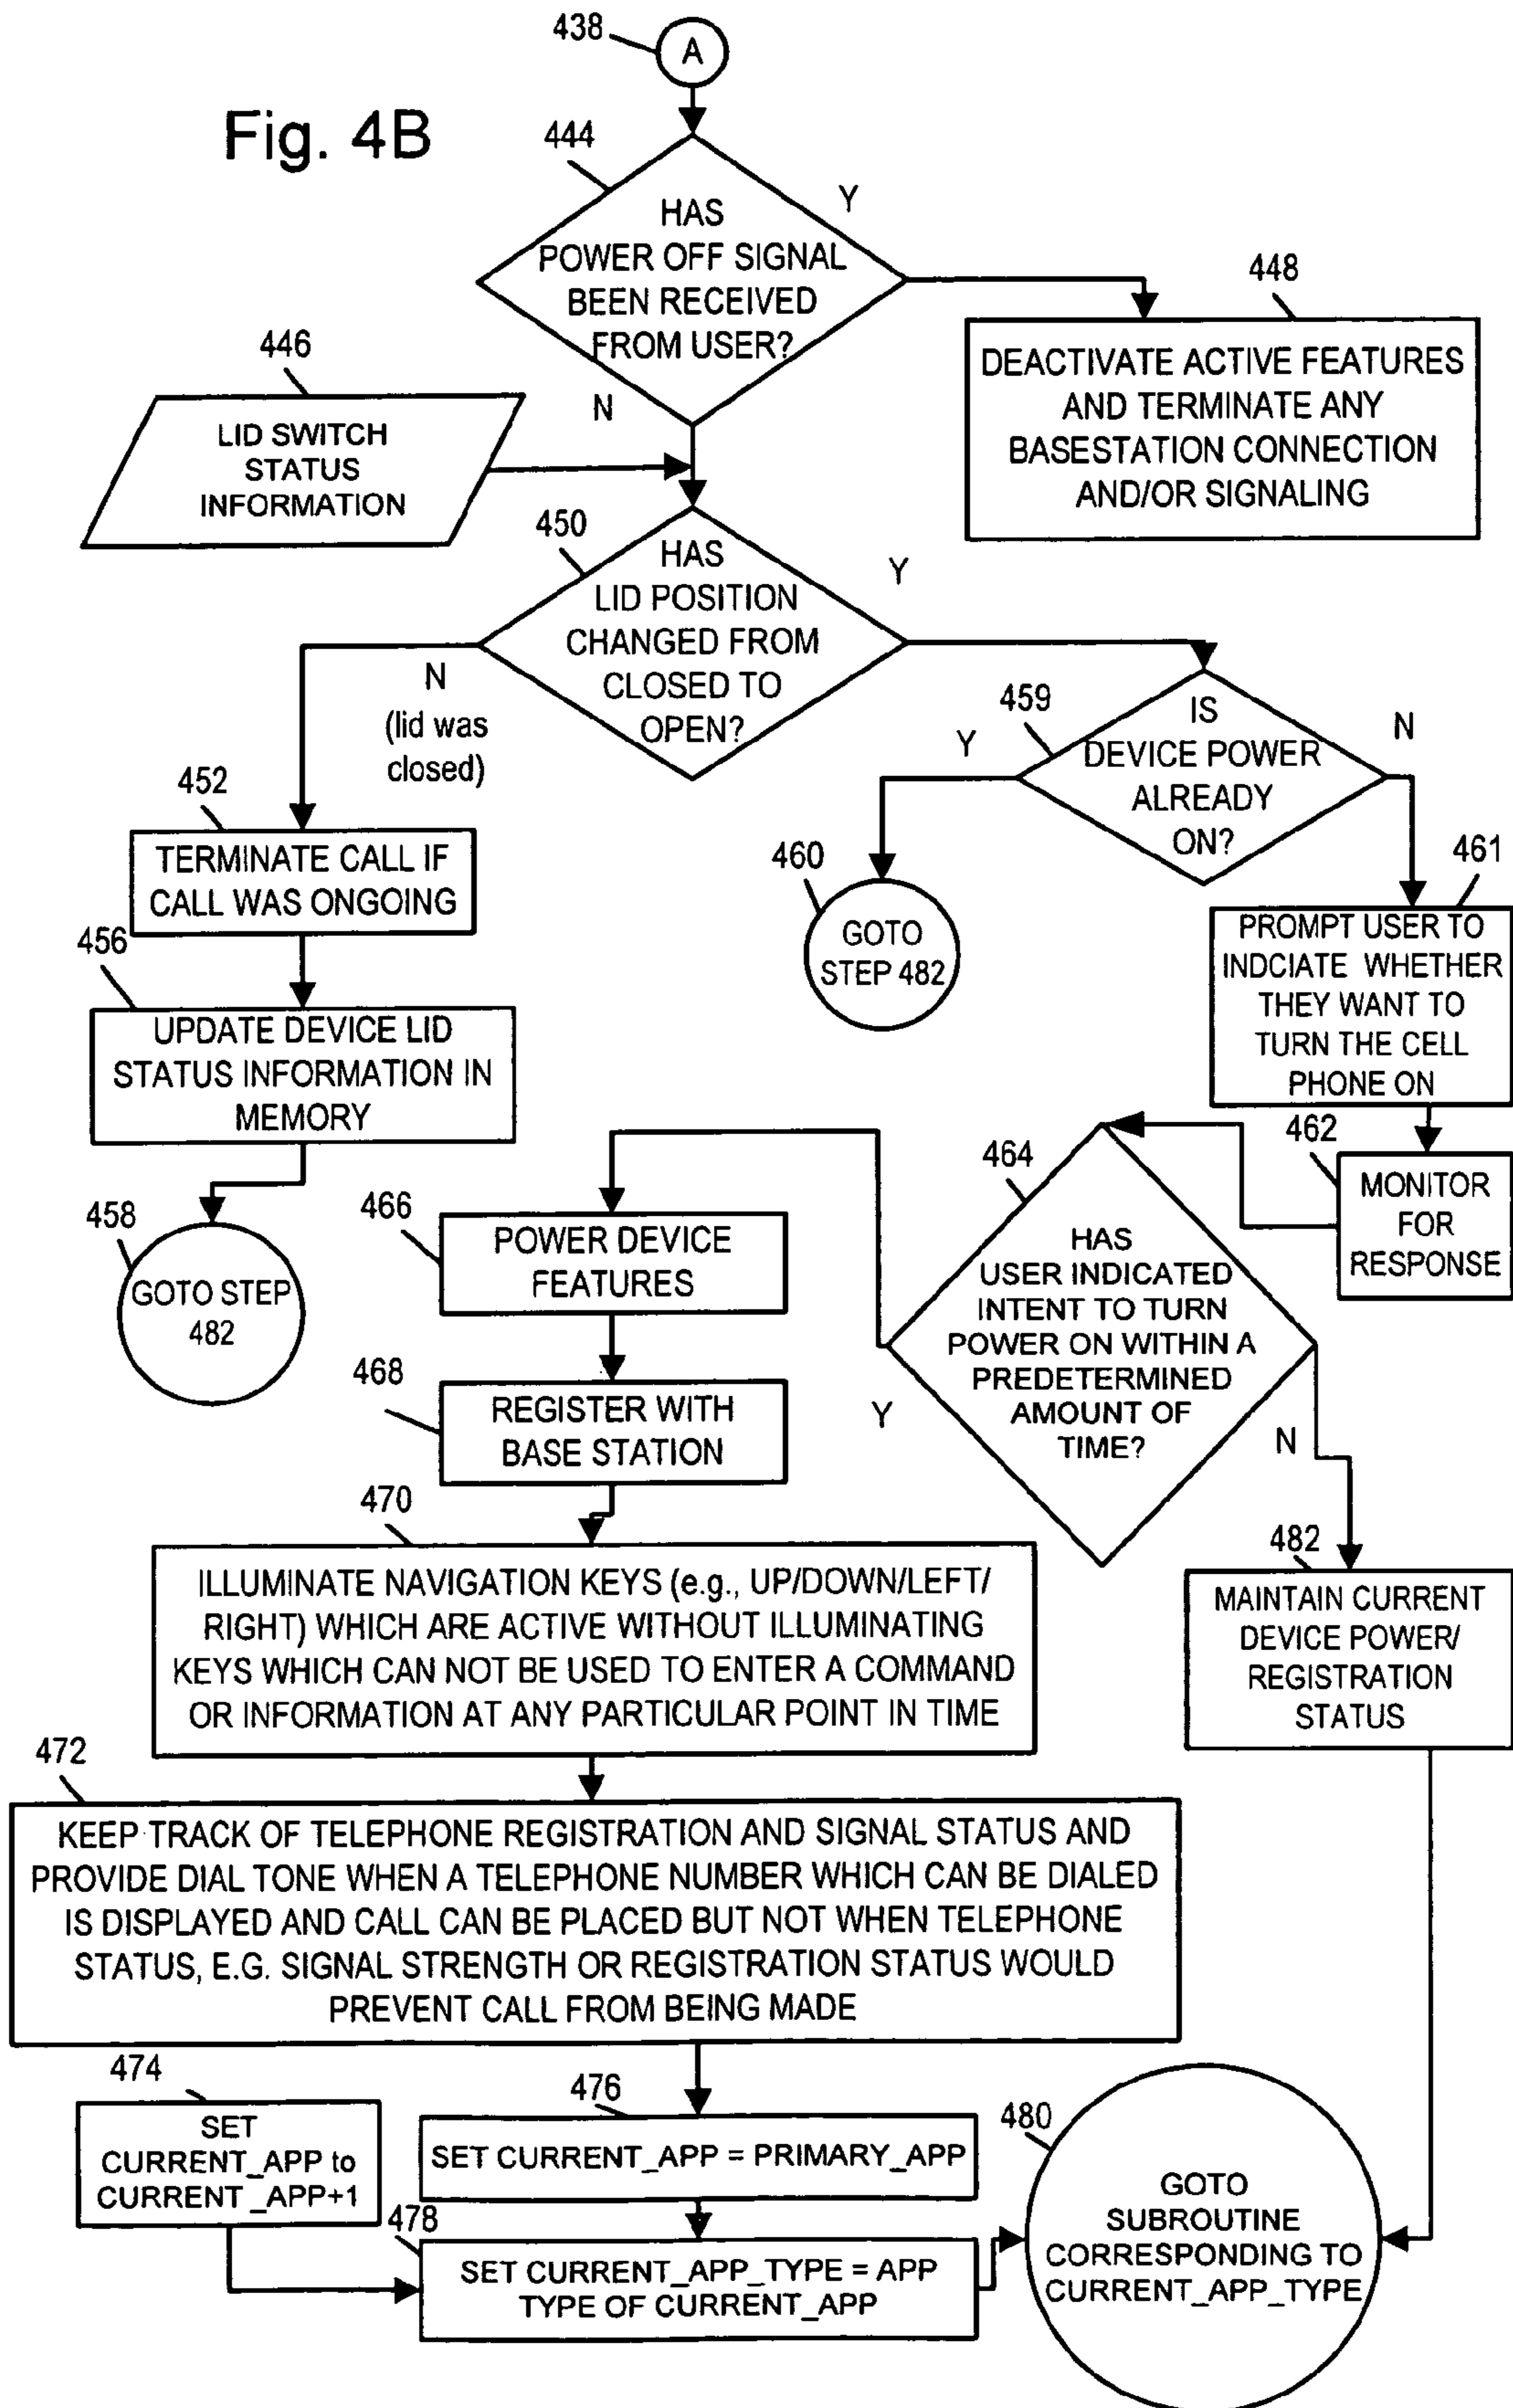 438
A
Fig. 4B
444
HAS
POWER OFF SIGNAL
BEEN RECEIVED
FROM USER?
Y
N
448
DEACTIVATE ACTIVE FEATURES
AND TERMINATE ANY
BASESTATION CONNECTION
AND/OR SIGNALING
446
LID SWITCH
STATUS
INFORMATION
450
HAS
LID POSITION
CHANGED FROM
CLOSED TO
OPEN?
Y
N
(lid was
closed)
452
TERMINATE CALL IF
CALL WAS ONGOING
456
UPDATE DEVICE LID
STATUS INFORMATION IN
MEMORY
458
GOTO STEP
482
459
IS
DEVICE POWER
ALREADY
ON?
Y
N
460
GOTO
STEP 482
461
PROMPT USER TO
INDCIATE WHETHER
THEY WANT TO
TURN THE CELL
PHONE ON
462
MONITOR
FOR
RESPONSE
464
HAS
USER INDICATED
INTENT TO TURN
POWER ON WITHIN A
PREDETERMINED
AMOUNT OF
TIME?
Y
N
466
POWER DEVICE
FEATURES
468
REGISTER WITH
BASE STATION
470
ILLUMINATE NAVIGATION KEYS (e.g., UP/DOWN/LEFT/
RIGHT) WHICH ARE ACTIVE WITHOUT ILLUMINATING
KEYS WHICH CAN NOT BE USED TO ENTER A COMMAND
OR INFORMATION AT ANY PARTICULAR POINT IN TIME
482
MAINTAIN CURRENT
DEVICE POWER/
REGISTRATION
STATUS
472
KEEP TRACK OF TELEPHONE REGISTRATION AND SIGNAL STATUS AND
PROVIDE DIAL TONE WHEN A TELEPHONE NUMBER WHICH CAN BE DIALED
IS DISPLAYED AND CALL CAN BE PLACED BUT NOT WHEN TELEPHONE
STATUS, E.G. SIGNAL STRENGTH OR REGISTRATION STATUS WOULD
PREVENT CALL FROM BEING MADE
474
SET
CURRENT_APP to
CURRENT_APP+1
476
SET CURRENT_APP = PRIMARY_APP
478
SET CURRENT_APP_TYPE = APP
TYPE OF CURRENT_APP
480
GOTO
SUBROUTINE
CORRESPONDING TO
CURRENT_APP_TYPE